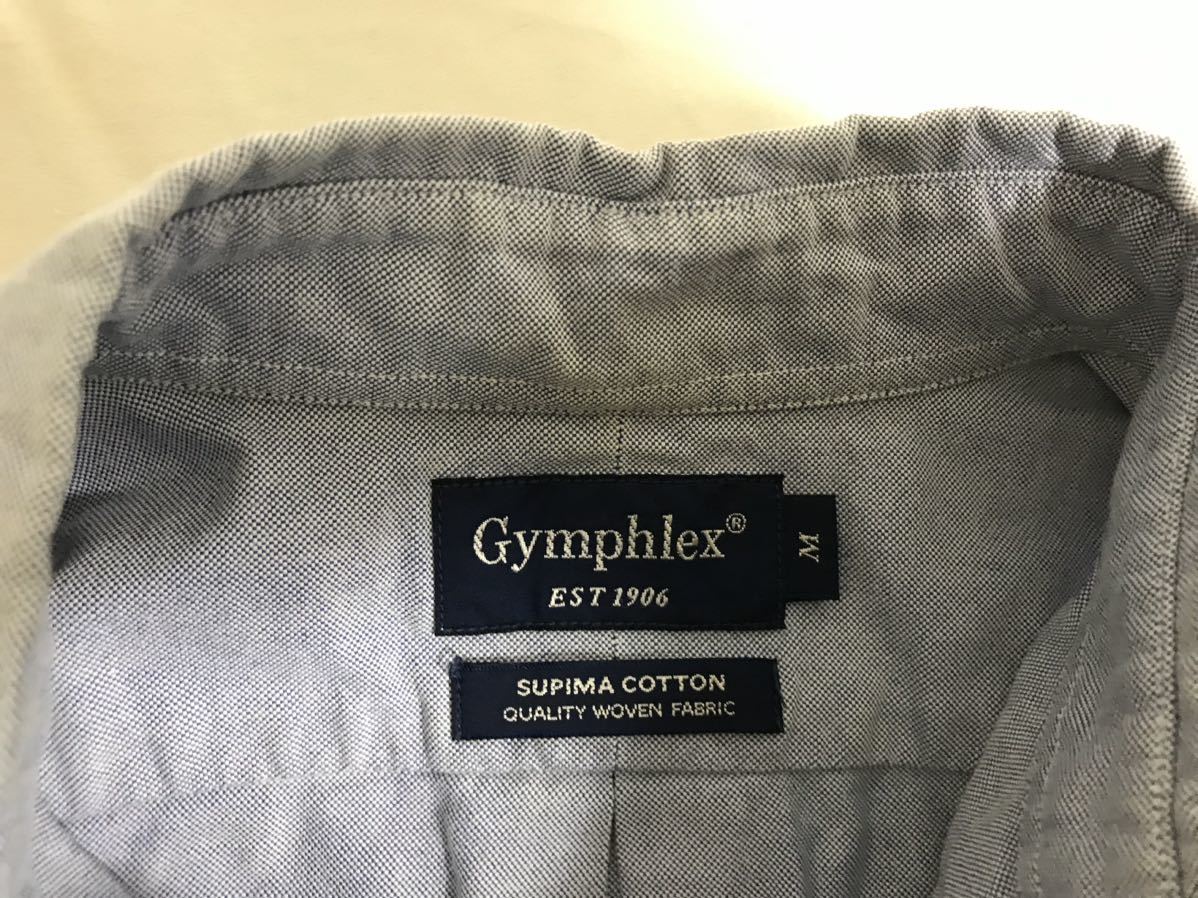 Gymphlex®
EST 1906
M
SUPIMA COTTON
QUALITY WOVEN FABRIC